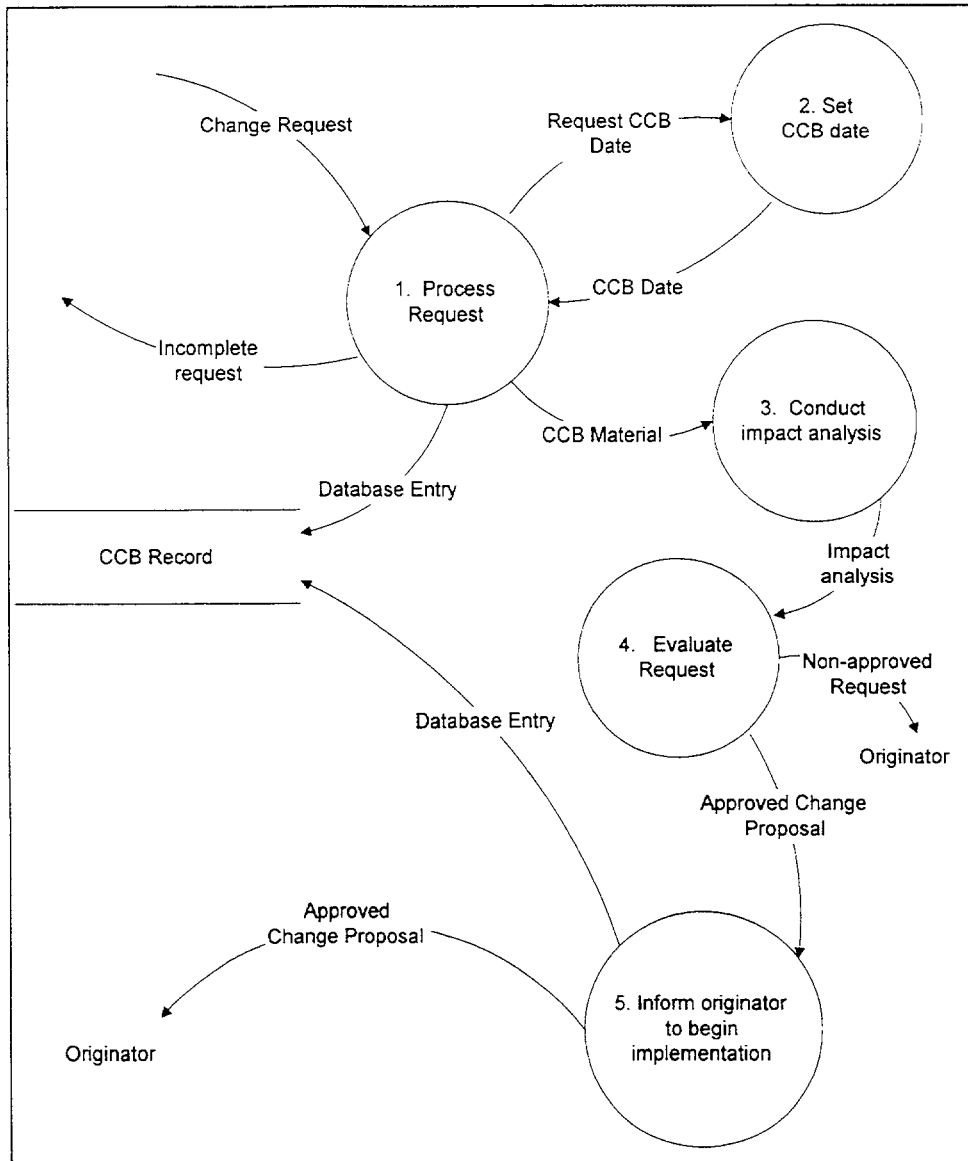 2. Set
CCB date
Change Request
Request CCB
Date
1. Process
Request
CCB Date
Incomplete
request
3. Conduct
impact analysis
CCB Material
Database Entry
CCB Record
Impact
analysis
4. Evaluate
Request
Non-approved
Request
Originator
Database Entry
Approved Change
Proposal
Approved
Change Proposal
5. Inform originator
to begin
implementation
Originator